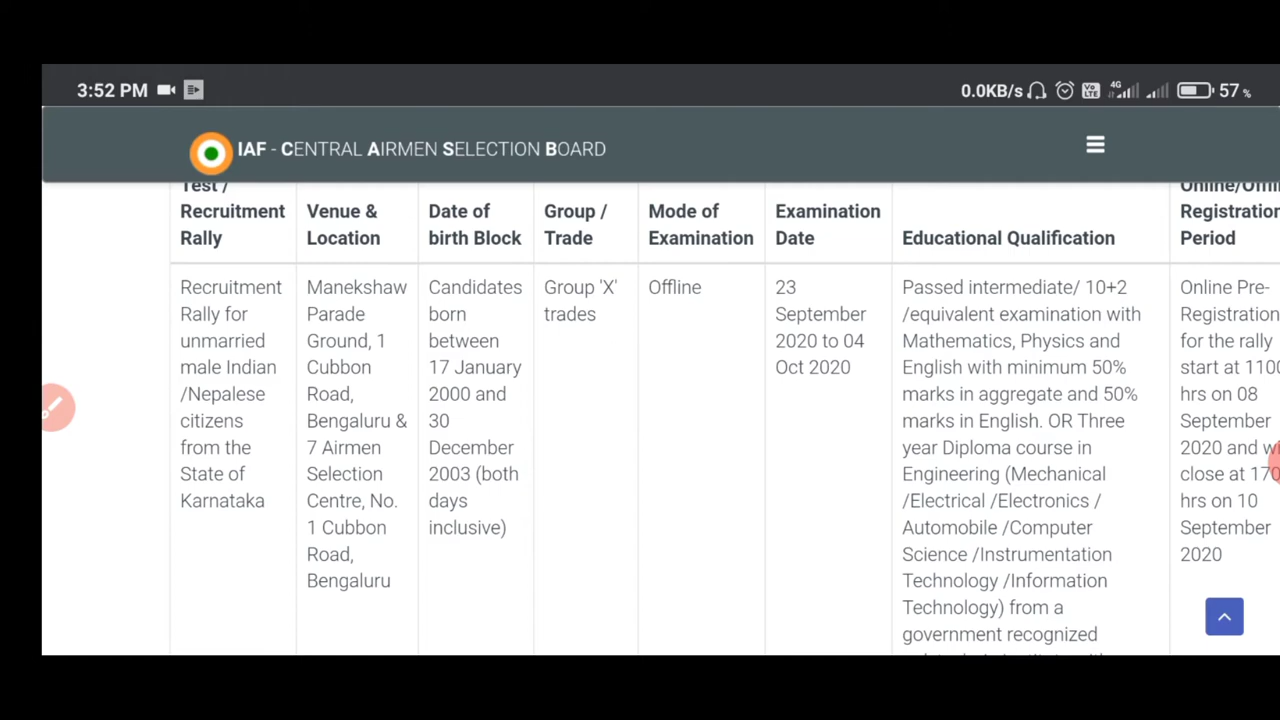 3:52 PM
0.0KB/s
4G
Vo
LTE
57 %
IAF - CENTRAL AIRMEN SELECTION BOARD
Test /
Recruitment
Rally
Venue &
Location
Date of
birth Block
Group /
Trade
Mode of
Examination
Examination
Date
Educational Qualification
Registration
Period
Recruitment
Rally for
unmarried
male Indian
/Nepalese
citizens
from the
State of
Karnataka
Manekshaw
Parade
Ground, 1
Cubbon
Road,
Bengaluru &
7 Airmen
Selection
Centre, No.
1 Cubbon
Road,
Bengaluru
Candidates
born
between
17 January
2000 and
30
December
2003 (both
days
inclusive)
Group 'X'
trades
Offline
23
September
2020 to 04
Oct 2020
Passed intermediate/ 10+2
/equivalent examination with
Mathematics, Physics and
English with minimum 50%
marks in aggregate and 50%
marks in English. OR Three
year Diploma course in
Engineering (Mechanical
/Electrical /Electronics /
Automobile /Computer
Science /Instrumentation
Technology /Information
Technology) from a
government recognized
Online Pre-
Registration
for the rally
start at 1100
hrs on 08
September
2020 and
close at
hrs on 10
September
2020